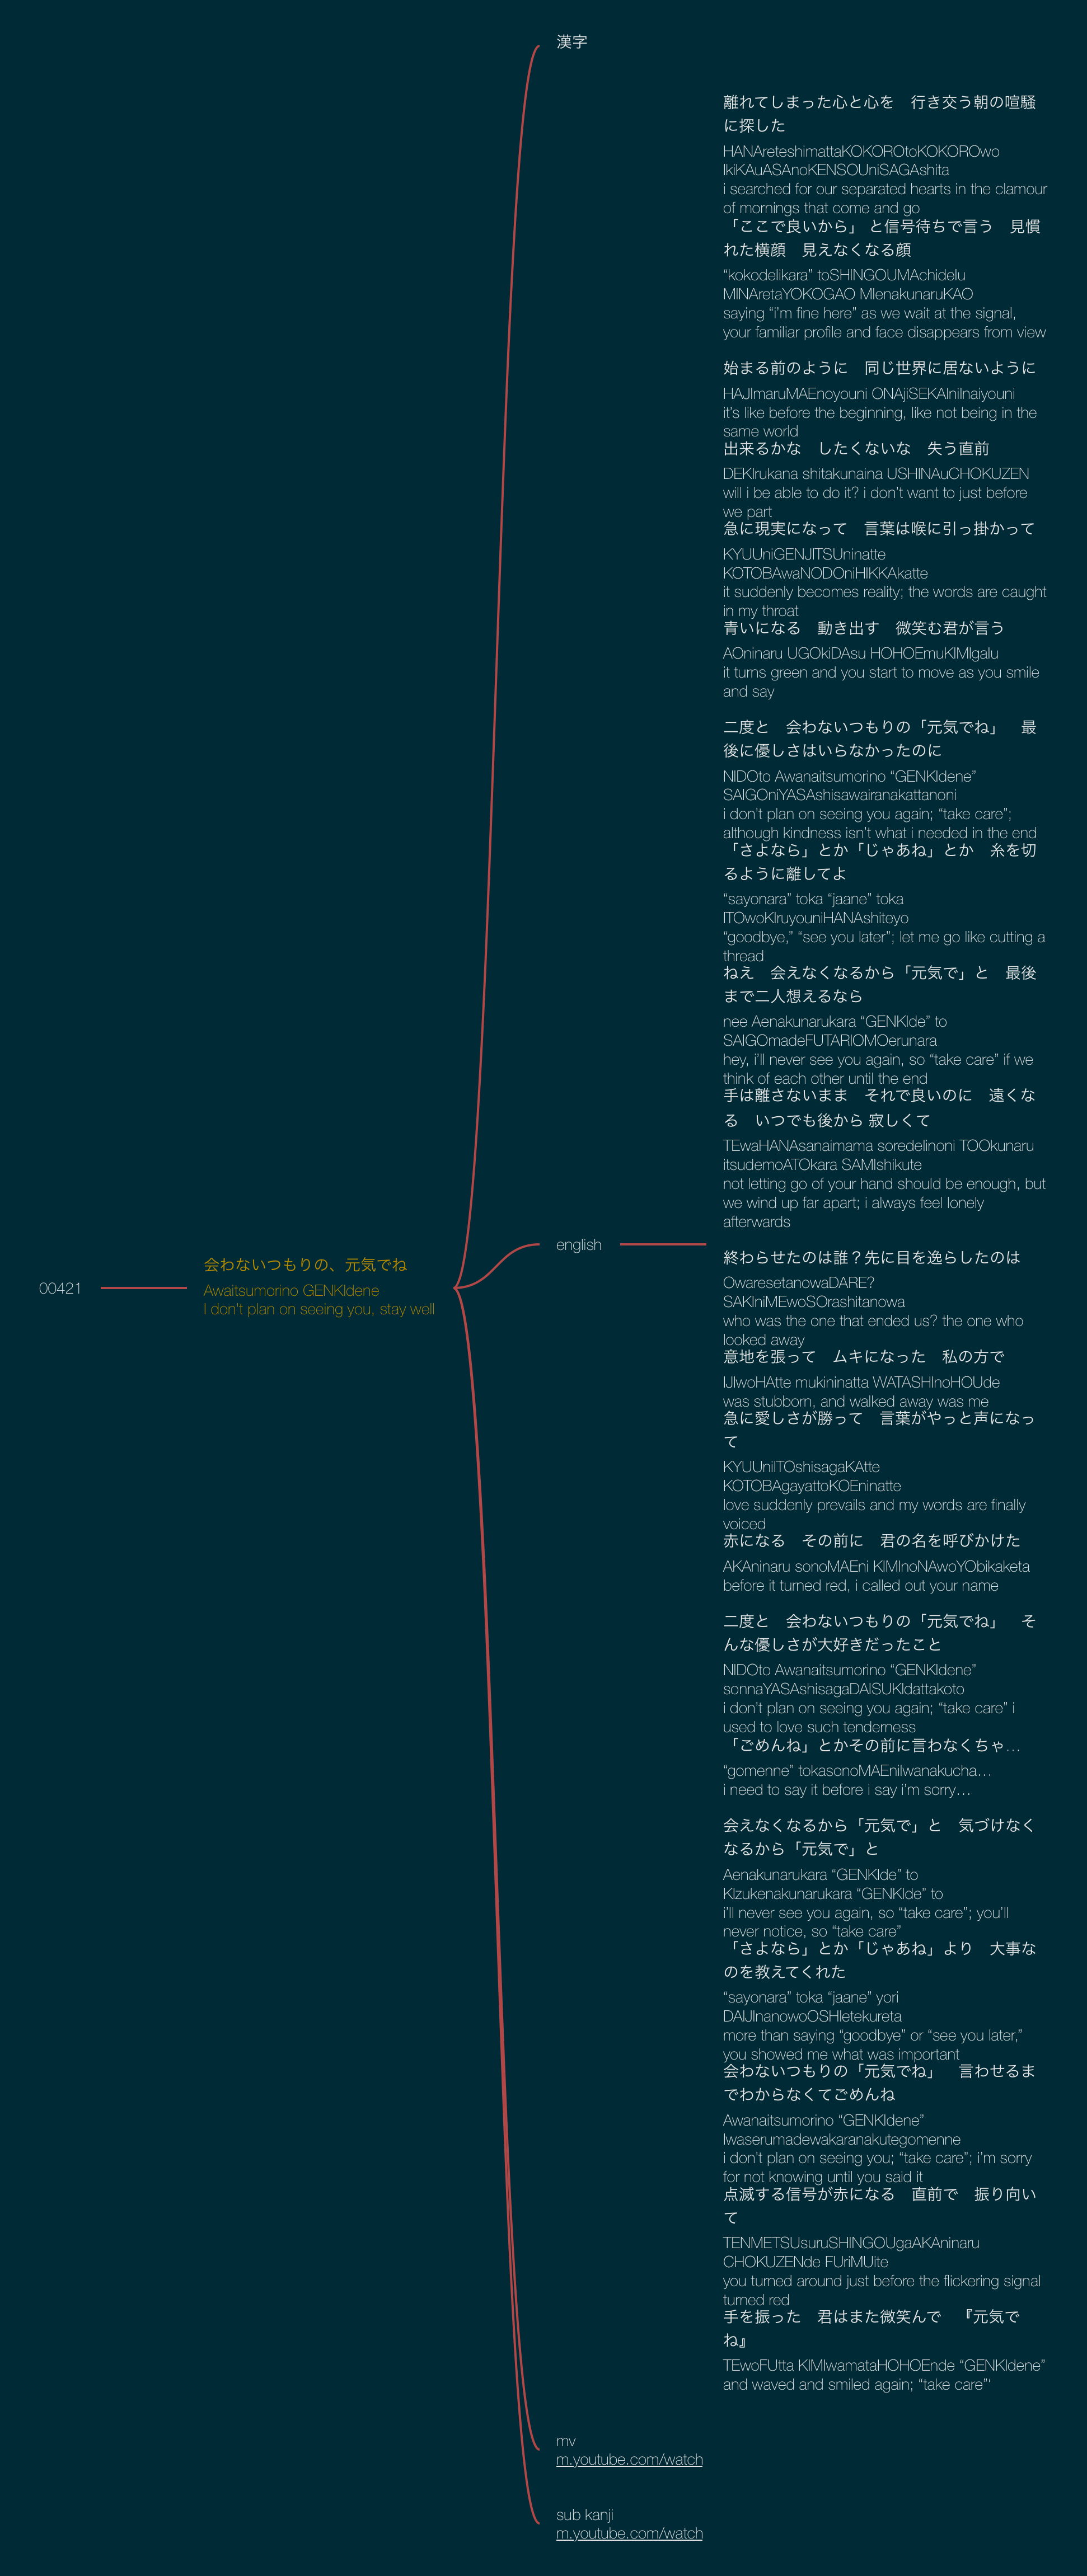 漢字
離れてしまった心と心を　行き交う朝の喧騒
に探した
HANAreteshimattaKOKOROtoKOKOROwo
IkiKAuASAnoKENSOUniSAGAshita
i searched for our separated hearts in the clamour
of mornings that come and go
「ここで良いから」 と信号待ちで言う　見慣
れた横顔　見えなくなる顔
“kokodeIikara” toSHINGOUMAchideIu
MINAretaYOKOGAO MIenakunaruKAO
saying “i’m fine here” as we wait at the signal,
your familiar profile and face disappears from view
始まる前のように　同じ世界に居ないように
HAJImaruMAEnoyouni ONAjiSEKAIniInaiyouni
it’s like before the beginning, like not being in the
same world
出来るかな　したくないな　失う直前
DEKIrukana shitakunaina USHINAuCHOKUZEN
will i be able to do it? i don’t want to just before
we part
急に現実になって　言葉は喉に引っ掛かって
KYUUniGENJITSUninatte
KOTOBAwaNODOniHIKKAkatte
it suddenly becomes reality; the words are caught
in my throat
青いになる　動き出す　微笑む君が言う
AOninaru UGOkiDAsu HOHOEmuKIMIgaIu
it turns green and you start to move as you smile
and say
二度と　会わないつもりの「元気でね」　最
後に優しさはいらなかったのに
NIDOto Awanaitsumorino “GENKIdene”
SAIGOniYASAshisawairanakattanoni
i don’t plan on seeing you again; “take care”;
although kindness isn’t what i needed in the end
「さよなら」とか「じゃあね」とか　糸を切
るように離してよ
“sayonara” toka “jaane” toka
ITOwoKIruyouniHANAshiteyo
“goodbye,” “see you later”; let me go like cutting a
thread
ねえ　会えなくなるから「元気で」と　最後
まで二人想えるなら
nee Aenakunarukara “GENKIde” to
SAIGOmadeFUTARIOMOerunara
hey, i’ll never see you again, so “take care” if we
think of each other until the end
手は離さないまま　それで良いのに　遠くな
る　いつでも後から 寂しくて
TEwaHANAsanaimama soredeIinoni TOOkunaru
itsudemoATOkara SAMIshikute
not letting go of your hand should be enough, but
we wind up far apart; i always feel lonely
afterwards
終わらせたのは誰？先に目を逸らしたのは
OwaresetanowaDARE?
SAKIniMEwoSOrashitanowa
who was the one that ended us? the one who
looked away
意地を張って　ムキになった　私の方で
IJIwoHAtte mukininatta WATASHInoHOUde
was stubborn, and walked away was me
急に愛しさが勝って　言葉がやっと声になっ
て
KYUUniITOshisagaKAtte
KOTOBAgayattoKOEninatte
love suddenly prevails and my words are finally
voiced
赤になる　その前に　君の名を呼びかけた
AKAninaru sonoMAEni KIMInoNAwoYObikaketa
before it turned red, i called out your name
二度と　会わないつもりの「元気でね」　そ
んな優しさが大好きだったこと
NIDOto Awanaitsumorino “GENKIdene”
sonnaYASAshisagaDAISUKIdattakoto
i don’t plan on seeing you again; “take care” i
used to love such tenderness
「ごめんね」とかその前に言わなくちゃ…
“gomenne” tokasonoMAEniIwanakucha…
i need to say it before i say i’m sorry…
会えなくなるから「元気で」と　気づけなく
なるから「元気で」と
Aenakunarukara “GENKIde” to
KIzukenakunarukara “GENKIde” to
i’ll never see you again, so “take care”; you’ll
never notice, so “take care”
「さよなら」とか「じゃあね」より　大事な
のを教えてくれた
“sayonara” toka “jaane” yori
DAIJInanowoOSHIetekureta
more than saying “goodbye” or “see you later,”
you showed me what was important
会わないつもりの「元気でね」　言わせるま
でわからなくてごめんね
Awanaitsumorino “GENKIdene”
Iwaserumadewakaranakutegomenne
i don’t plan on seeing you; “take care”; i’m sorry
for not knowing until you said it
点滅する信号が赤になる　直前で　振り向い
て
TENMETSUsuruSHINGOUgaAKAninaru
CHOKUZENde FUriMUite
you turned around just before the flickering signal
turned red
手を振った　君はまた微笑んで　『元気で
ね』
TEwoFUtta KIMIwamataHOHOEnde “GENKIdene”
and waved and smiled again; “take care”‘
english
00421
会わないつもりの、元気でね
Awaitsumorino GENKIdene
I don't plan on seeing you, stay well
mv
m.youtube.com/watch
sub kanji
m.youtube.com/watch